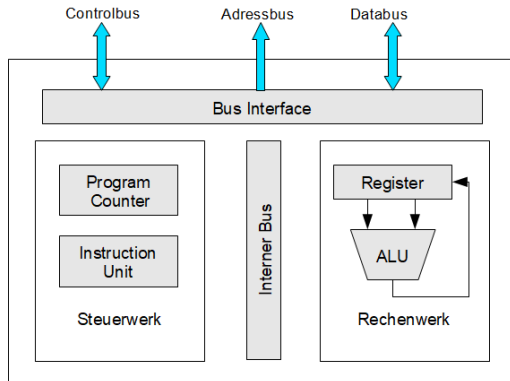 Controlbus
Adressbus
Databus
Bus Interface
Program
Counter
Instruction
Unit
Steuerwerk
Interner Bus
Register
ALU
Rechenwerk